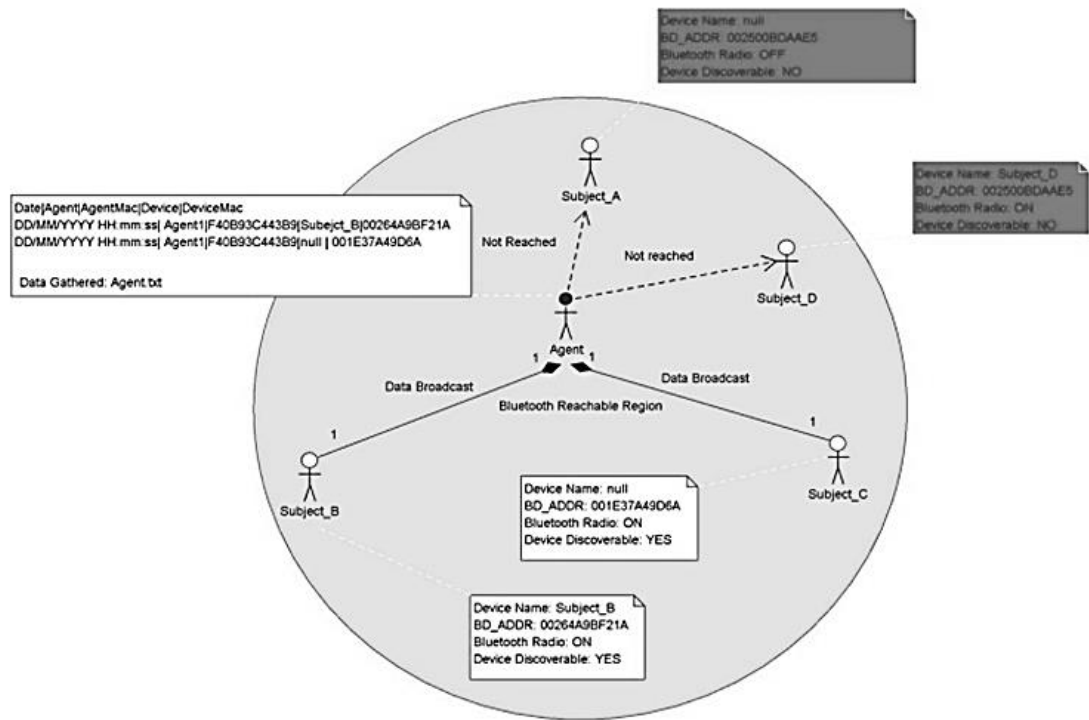 Device Name: null
BD_ADDR: 002500BDAAE5
Bluetooth Radio: OFF
Device Discoverable: NO
Subject_A
Device Name: Subject_D
BD_ADDR: 002500BDAAE5
Bluetooth Radio: ON
Device Discoverable: NO
Date|Agent|AgentMac|Device|DeviceMac
DD/MM/YYYY HH.mm:ss| Agent1|F40B93C443B9|Subejct_B|00264A9BF21A
DD/MM/YYYY HH.mm:ss| Agent1|F40B93C443B9|null | 001E37A49D6A
Data Gathered: Agent.txt
Not Reached
Not reached
Subject_D
Agent
1
1
Data Broadcast
Data Broadcast
Bluetooth Reachable Region
1
1
Subject_B
Subject_C
Device Name: null
BD_ADDR: 001E37A49D6A
Bluetooth Radio: ON
Device Discoverable: YES
Device Name: Subject_B
BD_ADDR: 00264A9BF21A
Bluetooth Radio: ON
Device Discoverable: YES